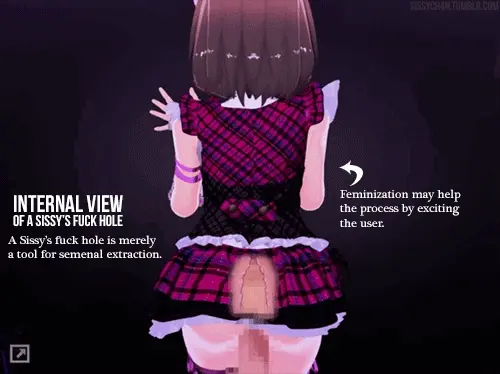 SISSYCH4N.TUMBLR.COM
INTERNAL VIEW
OF A SISSY'S FUCK HOLE
A Sissy's fuck hole is merely
a tool for semenal extraction.
Feminization may help
the process by exciting
the user.